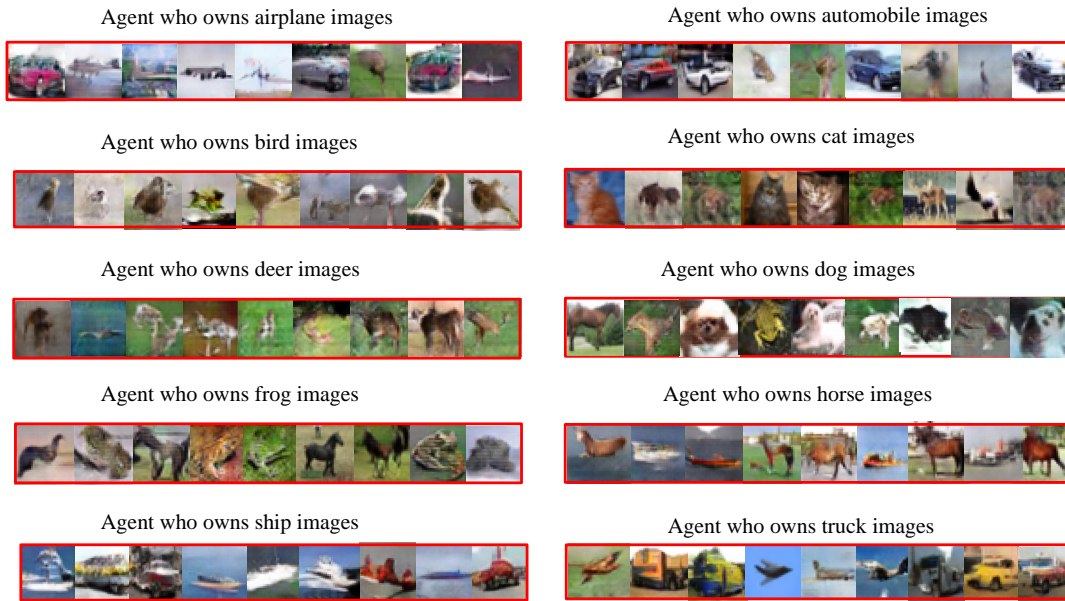 Agent who owns airplane images
Agent who owns automobile images
Agent who owns bird images
Agent who owns cat images
Agent who owns deer images
Agent who owns dog images
Agent who owns frog images
Agent who owns horse images
Agent who owns ship images
Agent who owns truck images